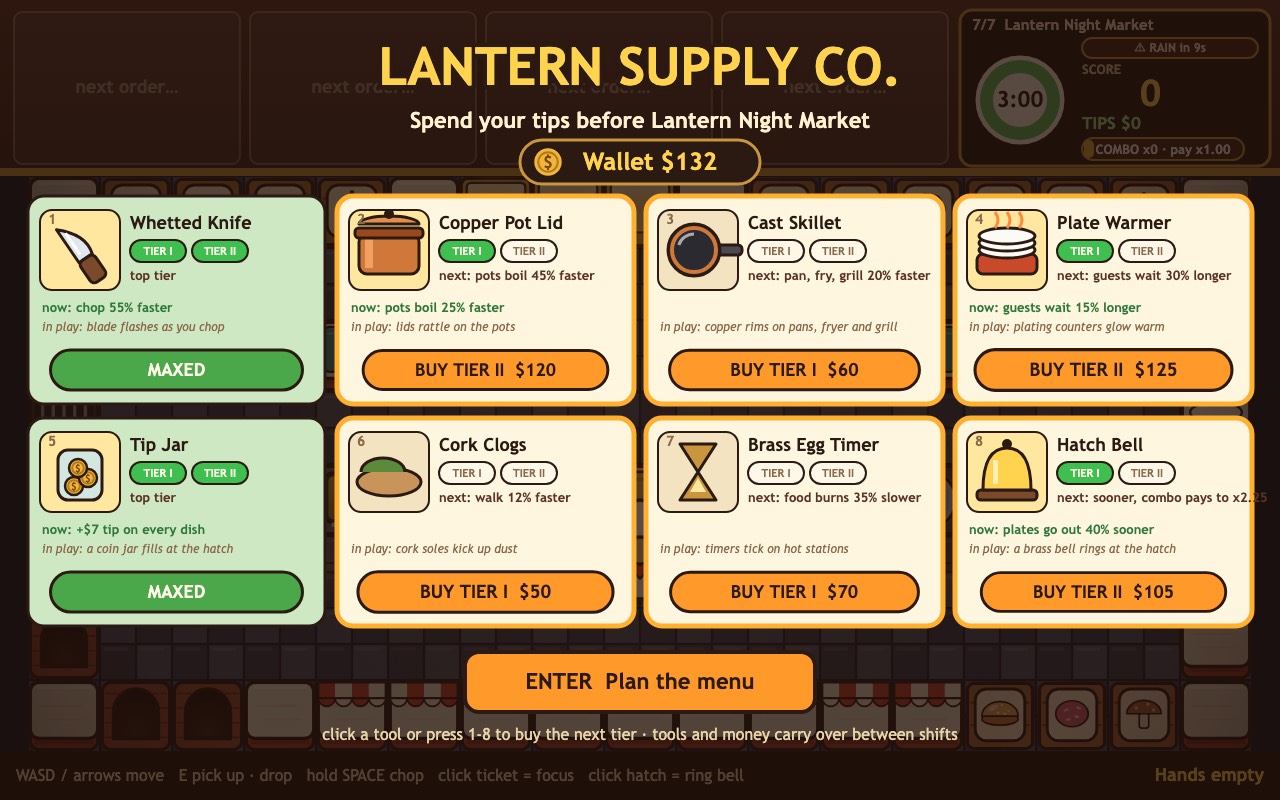 7/7 Lantern Night Market
⚠ RAIN in 9s
LANTERN SUPPLY CO.
next order...
next order...
next order...
next order...
3:00
SCORE
0
TIPS $0
COMBO x0 · pay x1.00
Spend your tips before Lantern Night Market
Wallet $132
1
Whetted Knife
TIER I TIER II
top tier
now: chop 55% faster
in play: blade flashes as you chop
MAXED
2
Copper Pot Lid
TIER I TIER II
next: pots boil 45% faster
now: pots boil 25% faster
in play: lids rattle on the pots
BUY TIER II $120
3
Cast Skillet
TIER I TIER II
next: pan, fry, grill 20% faster
in play: copper rims on pans, fryer and grill
BUY TIER I $60
4
Plate Warmer
TIER I TIER II
next: guests wait 30% longer
now: guests wait 15% longer
in play: plating counters glow warm
BUY TIER II $125
5
Tip Jar
TIER I TIER II
top tier
now: +$7 tip on every dish
in play: a coin jar fills at the hatch
MAXED
6
Cork Clogs
TIER I TIER II
next: walk 12% faster
in play: cork soles kick up dust
BUY TIER I $50
7
Brass Egg Timer
TIER I TIER II
next: food burns 35% slower
in play: timers tick on hot stations
BUY TIER I $70
8
Hatch Bell
TIER I TIER II
next: sooner, combo pays to x2.25
now: plates go out 40% sooner
in play: a brass bell rings at the hatch
BUY TIER II $105
ENTER Plan the menu
click a tool or press 1-8 to buy the next tier · tools and money carry over between shifts
WASD / arrows move E pick up · drop hold SPACE chop click ticket = focus click hatch = ring bell
Hands empty